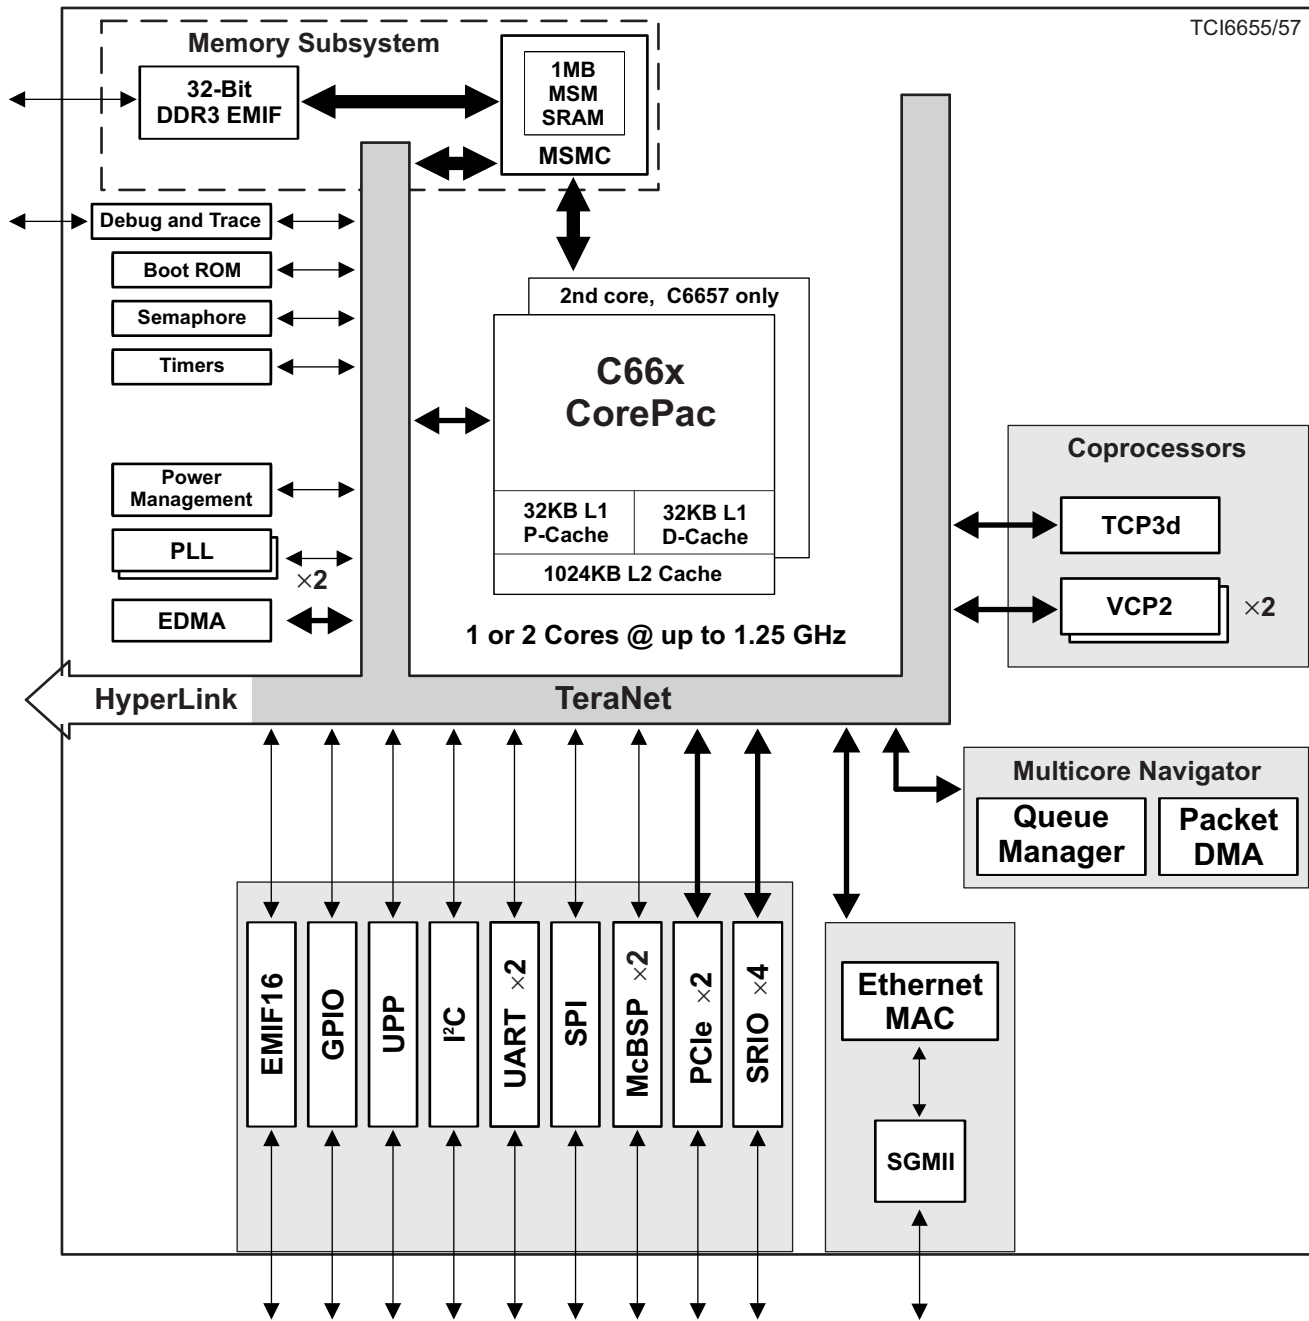 TCI6655/57
Memory Subsystem
32-Bit
DDR3 EMIF
1MB
MSM
SRAM
MSMC
Debug and Trace
Boot ROM
Semaphore
Timers
Power
Management
PLL
×2
EDMA
2nd core, C6657 only
C66x
CorePac
32KB L1
P-Cache
32KB L1
D-Cache
1024KB L2 Cache
1 or 2 Cores @ up to 1.25 GHz
Coprocessors
TCP3d
VCP2
×2
HyperLink
TeraNet
Multicore Navigator
Queue
Manager
Packet
DMA
EMIF16
GPIO
UPP
I²C
UART ×2
SPI
McBSP ×2
PCIe ×2
SRIO ×4
Ethernet
MAC
SGMII